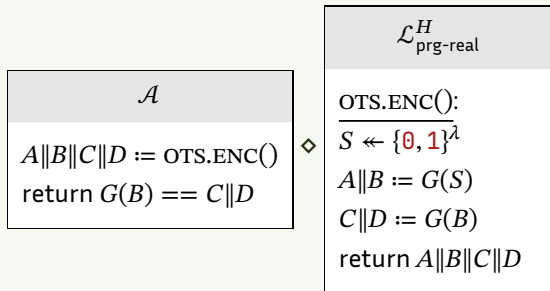 𝒜
A‖B‖C‖D ≔ OTS.ENC()
return G(B) == C‖D
⋄
ℒ^H_prg-real
OTS.ENC():
S ↞ {0, 1}^λ
A‖B ≔ G(S)
C‖D ≔ G(B)
return A‖B‖C‖D